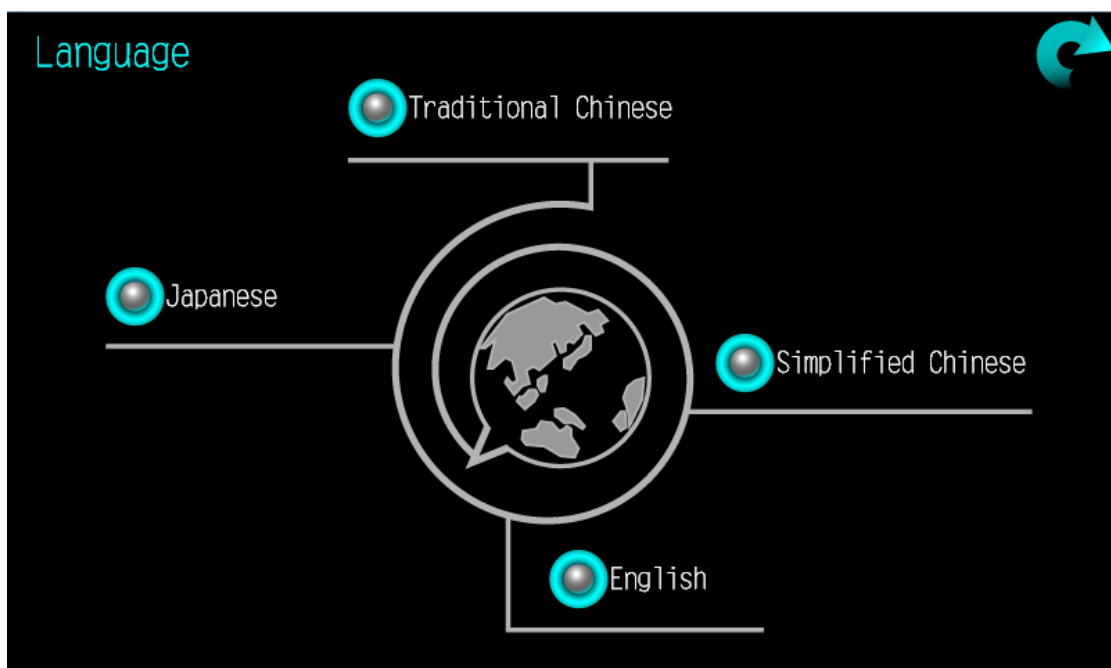 Language
Traditional Chinese
Japanese
Simplified Chinese
English